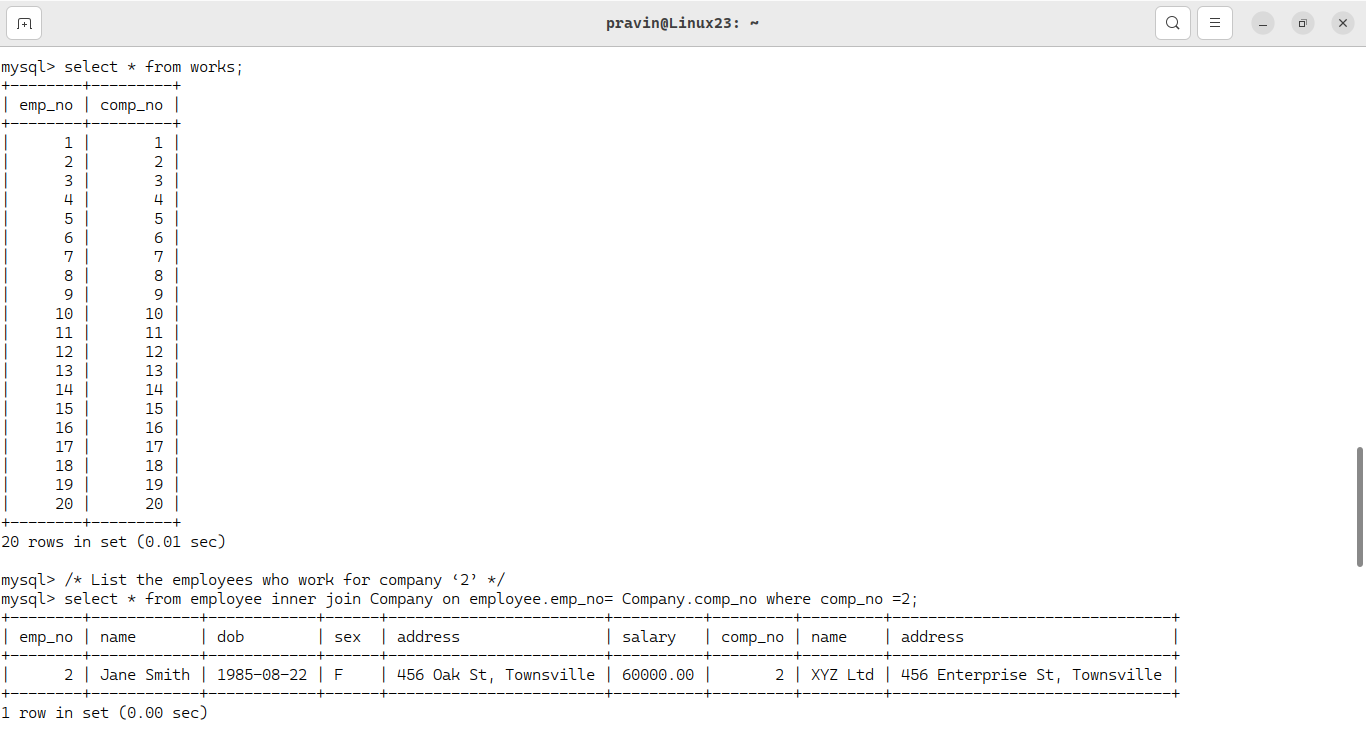 pravin@Linux23: ~
mysql> select * from works;
+--------+---------+
| emp_no | comp_no |
+--------+---------+
|      1 |       1 |
|      2 |       2 |
|      3 |       3 |
|      4 |       4 |
|      5 |       5 |
|      6 |       6 |
|      7 |       7 |
|      8 |       8 |
|      9 |       9 |
|     10 |      10 |
|     11 |      11 |
|     12 |      12 |
|     13 |      13 |
|     14 |      14 |
|     15 |      15 |
|     16 |      16 |
|     17 |      17 |
|     18 |      18 |
|     19 |      19 |
|     20 |      20 |
+--------+---------+
20 rows in set (0.01 sec)
mysql> /* List the employees who work for company ‘2’ */
mysql> select * from employee inner join Company on employee.emp_no= Company.comp_no where comp_no =2;
+--------+------------+------------+------+------------------------+----------+---------+---------+------------------------------+
| emp_no | name       | dob        | sex  | address                | salary   | comp_no | name    | address                      |
+--------+------------+------------+------+------------------------+----------+---------+---------+------------------------------+
|      2 | Jane Smith | 1985-08-22 | F    | 456 Oak St, Townsville | 60000.00 |       2 | XYZ Ltd | 456 Enterprise St, Townsville |
+--------+------------+------------+------+------------------------+----------+---------+---------+------------------------------+
1 row in set (0.00 sec)